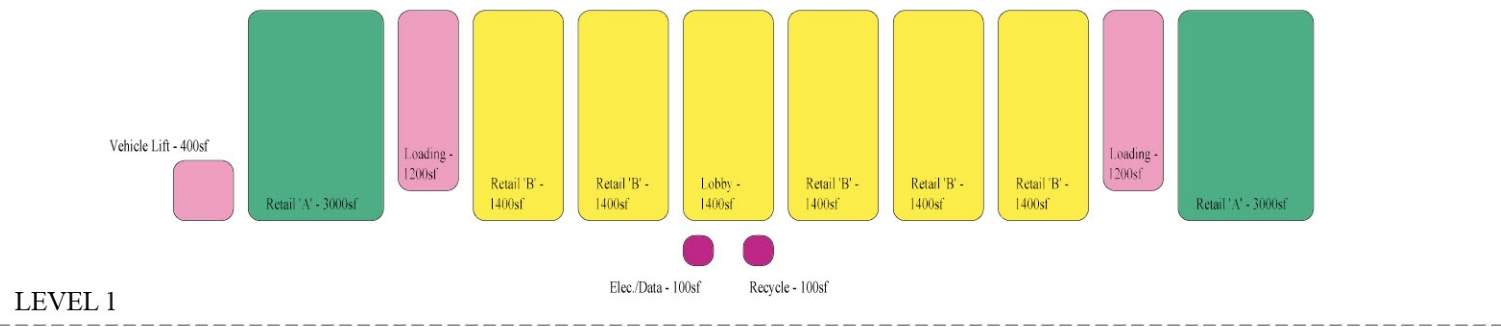 Vehicle Lift - 400sf
Retail 'A' - 3000sf
Loading -
1200sf
Retail 'B' -
1400sf
Retail 'B' -
1400sf
Lobby -
1400sf
Retail 'B' -
1400sf
Retail 'B' -
1400sf
Retail 'B' -
1400sf
Loading -
1200sf
Retail 'A' - 3000sf
Elec./Data - 100sf
Recycle - 100sf
LEVEL 1